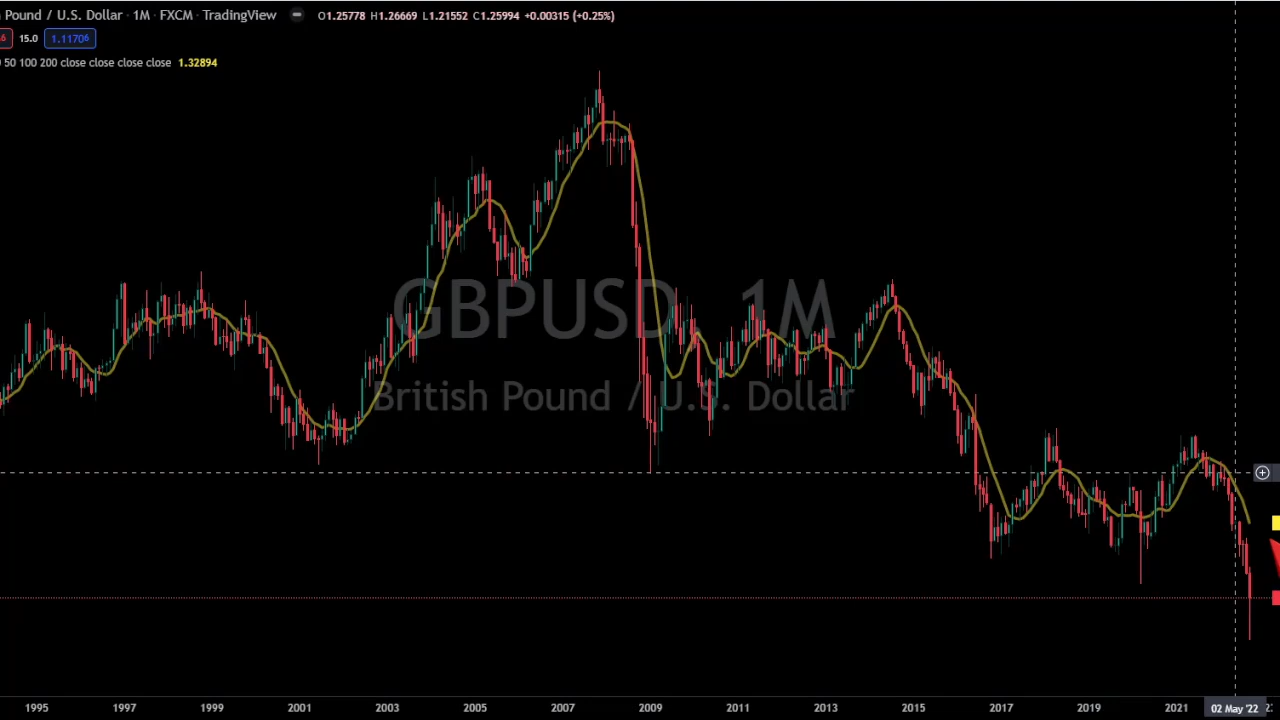 Pound / U.S. Dollar · 1M · FXCM · TradingView O1.25778 H1.26669 L1.21552 C1.25994 +0.00315 (+0.25%)
6 15.0 1.11706
50 100 200 close close close close 1.32894
GBPUSD, 1M
British Pound / U.S. Dollar
1995 1997 1999 2001 2003 2005 2007 2009 2011 2013 2015 2017 2019 2021 02 May '22